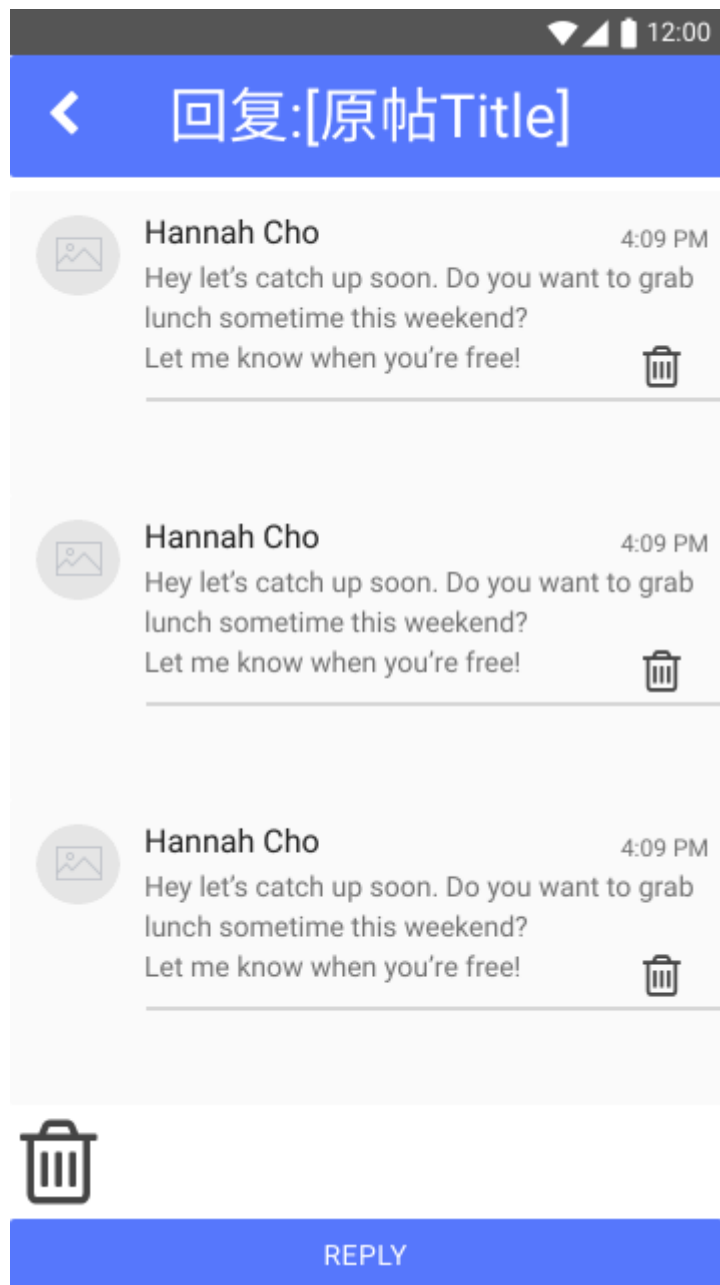 12:00
回复:[原帖Title]
Hannah Cho
4:09 PM
Hey let’s catch up soon. Do you want to grab
lunch sometime this weekend?
Let me know when you’re free!
Hannah Cho
4:09 PM
Hey let’s catch up soon. Do you want to grab
lunch sometime this weekend?
Let me know when you’re free!
Hannah Cho
4:09 PM
Hey let’s catch up soon. Do you want to grab
lunch sometime this weekend?
Let me know when you’re free!
REPLY